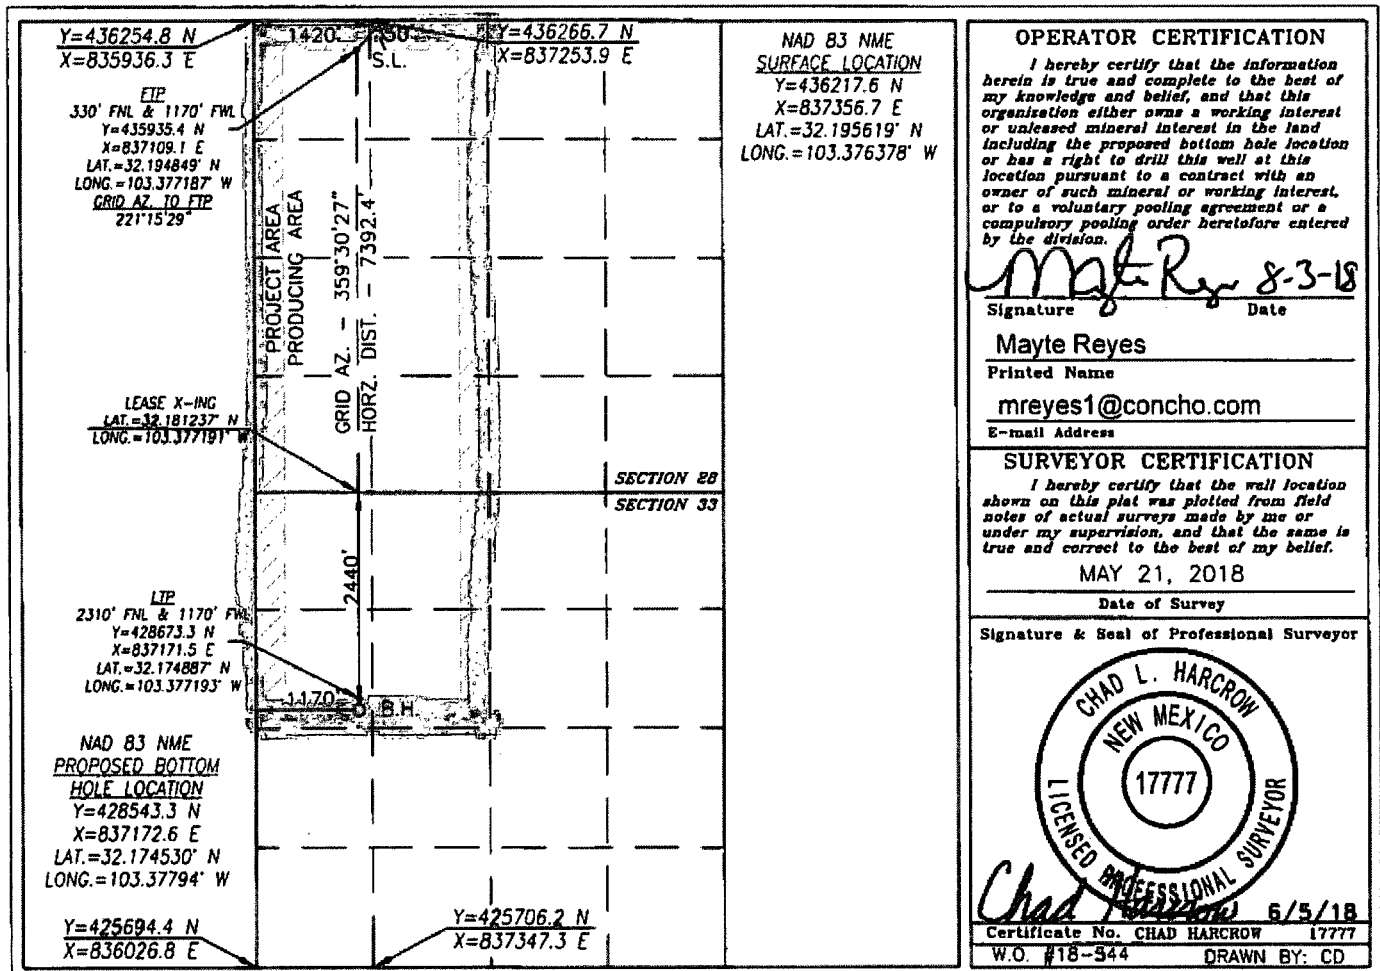 Y=436254.8 N
X=835936.3 E
1420'
50'
S.L.
Y=436266.7 N
X=837253.9 E
FTP
330' FNL & 1170' FWL
Y=435935.4 N
X=837109.1 E
LAT.=32.194849° N
LONG.=103.377187° W
GRID AZ. TO FTP
221°15'29"
PROJECT AREA
PRODUCING AREA
GRID AZ. - 359°30'27"
HORZ. DIST. - 7392.4'
LEASE X-ING
LAT.=32.181237° N
LONG.=103.377191° W
SECTION 28
SECTION 33
2440'
LTP
2310' FNL & 1170' FWL
Y=428673.3 N
X=837171.5 E
LAT.=32.174887° N
LONG.=103.377193° W
1170'
B.H.
NAD 83 NME
PROPOSED BOTTOM
HOLE LOCATION
Y=428543.3 N
X=837172.6 E
LAT.=32.174530° N
LONG.=103.37794° W
Y=425694.4 N
X=836026.8 E
Y=425706.2 N
X=837347.3 E
NAD 83 NME
SURFACE LOCATION
Y=436217.6 N
X=837356.7 E
LAT.=32.195619° N
LONG.=103.376378° W
OPERATOR CERTIFICATION
I hereby certify that the information
herein is true and complete to the best of
my knowledge and belief, and that this
organization either owns a working interest
or unleased mineral interest in the land
including the proposed bottom hole location
or has a right to drill this well at this
location pursuant to a contract with an
owner of such mineral or working interest,
or to a voluntary pooling agreement or a
compulsory pooling order heretofore entered
by the division.
Mayte Reyes 8-3-18
Signature Date
Mayte Reyes
Printed Name
mreyes1@concho.com
E-mail Address
SURVEYOR CERTIFICATION
I hereby certify that the well location
shown on this plat was plotted from field
notes of actual surveys made by me or
under my supervision, and that the same is
true and correct to the best of my belief.
MAY 21, 2018
Date of Survey
Signature & Seal of Professional Surveyor
CHAD L. HARCROW
NEW MEXICO
17777
LICENSED PROFESSIONAL SURVEYOR
Chad Harcrow 6/5/18
Certificate No. CHAD HARCROW 17777
W.O. #18-544 DRAWN BY: CD